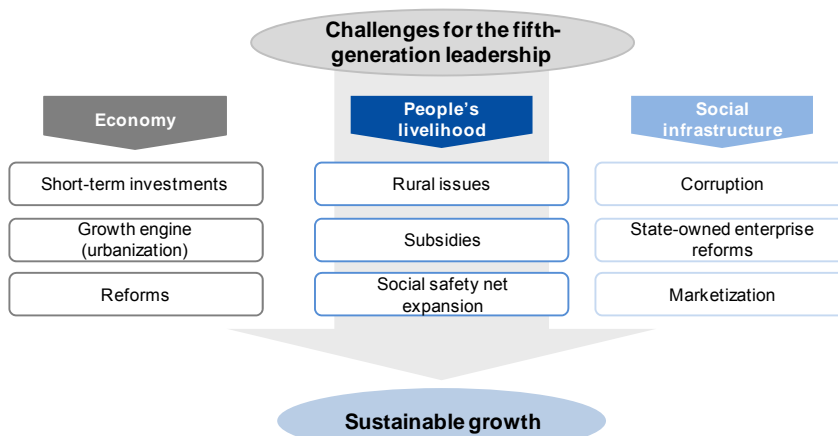 Challenges for the fifth-
generation leadership
Economy
People's
livelihood
Social
infrastructure
Short-term investments
Rural issues
Corruption
Growth engine
(urbanization)
Subsidies
State-owned enterprise
reforms
Reforms
Social safety net
expansion
Marketization
Sustainable growth